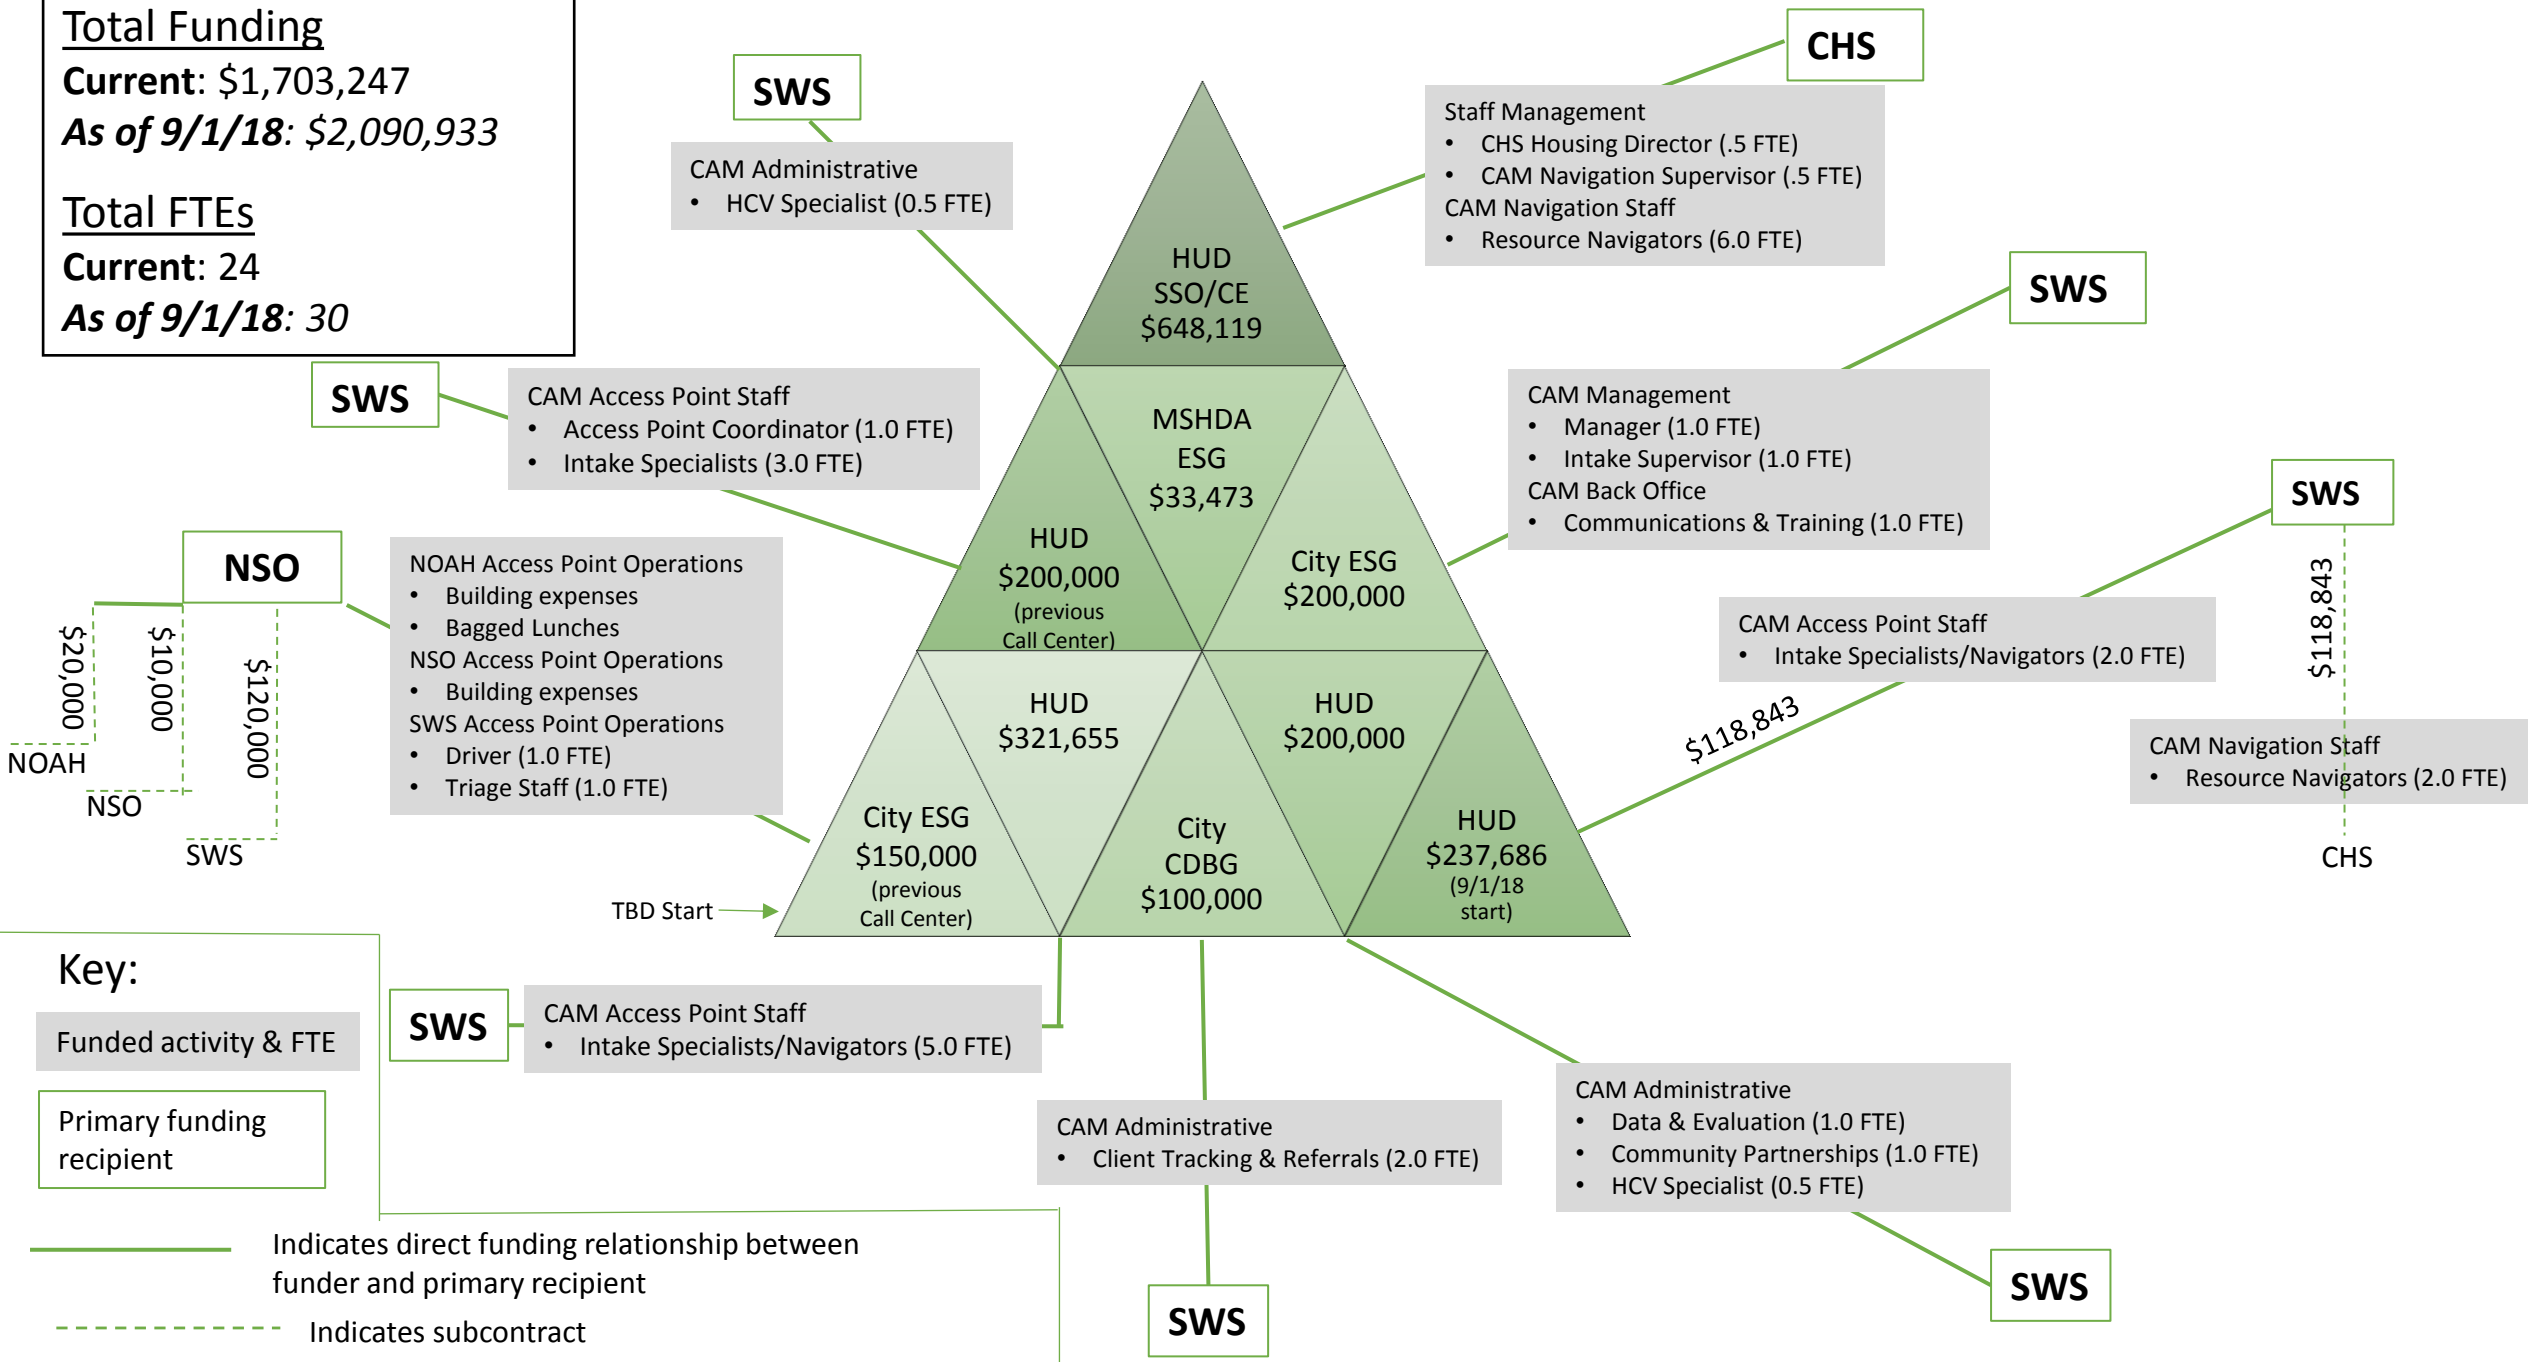 Total Funding
Current: $1,703,247
As of 9/1/18: $2,090,933
Total FTEs
Current: 24
As of 9/1/18: 30
SWS
CAM Administrative
• HCV Specialist (0.5 FTE)
CHS
Staff Management
• CHS Housing Director (.5 FTE)
• CAM Navigation Supervisor (.5 FTE)
CAM Navigation Staff
• Resource Navigators (6.0 FTE)
HUD
SSO/CE
$648,119
SWS
CAM Access Point Staff
• Access Point Coordinator (1.0 FTE)
• Intake Specialists (3.0 FTE)
MSHDA
ESG
$33,473
SWS
CAM Management
• Manager (1.0 FTE)
• Intake Supervisor (1.0 FTE)
CAM Back Office
• Communications & Training (1.0 FTE)
HUD
$200,000
(previous
Call Center)
City ESG
$200,000
NSO
$20,000
$10,000
$120,000
NOAH
NSO
SWS
NOAH Access Point Operations
• Building expenses
• Bagged Lunches
NSO Access Point Operations
• Building expenses
SWS Access Point Operations
• Driver (1.0 FTE)
• Triage Staff (1.0 FTE)
SWS
$118,843
CAM Access Point Staff
• Intake Specialists/Navigators (2.0 FTE)
$118,843
CAM Navigation Staff
• Resource Navigators (2.0 FTE)
CHS
City ESG
$150,000
(previous
Call Center)
HUD
$321,655
City
CDBG
$100,000
HUD
$200,000
HUD
$237,686
(9/1/18
start)
TBD Start
Key:
Funded activity & FTE
Primary funding
recipient
Indicates direct funding relationship between
funder and primary recipient
Indicates subcontract
SWS
CAM Access Point Staff
• Intake Specialists/Navigators (5.0 FTE)
CAM Administrative
• Client Tracking & Referrals (2.0 FTE)
SWS
CAM Administrative
• Data & Evaluation (1.0 FTE)
• Community Partnerships (1.0 FTE)
• HCV Specialist (0.5 FTE)
SWS